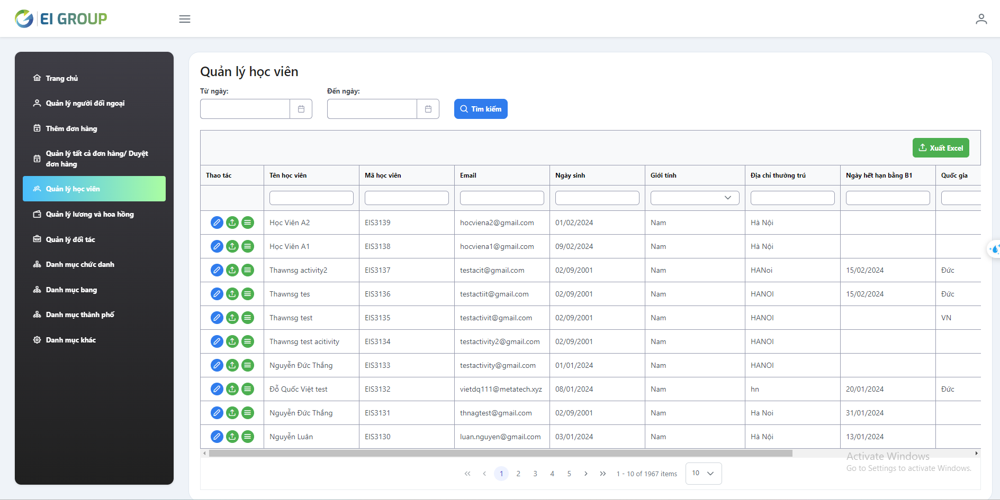 EI GROUP
Trang chủ
Quản lý người đối ngoại
Thêm đơn hàng
Quản lý tất cả đơn hàng/ Duyệt
đơn hàng
Quản lý học viên
Quản lý lương và hoa hồng
Quản lý đối tác
Danh mục chức danh
Danh mục bang
Danh mục thành phố
Danh mục khác
Quản lý học viên
Từ ngày: Đến ngày:
Tìm kiếm
Xuất Excel
Thao tác Tên học viên Mã học viên Email Ngày sinh Giới tính Địa chỉ thường trú Ngày hết hạn bằng B1 Quốc gia
Học Viên A2 EIS3139 hocviena2@gmail.com 01/02/2024 Nam Hà Nội
Học Viên A1 EIS3138 hocviena1@gmail.com 09/02/2024 Nam Hà Nội
Thawnsg activity2 EIS3137 testacit@gmail.com 02/09/2001 Nam HANoi 15/02/2024 Đức
Thawnsg tes EIS3136 testactiit@gmail.com 02/09/2001 Nam HANOI 15/02/2024 Đức
Thawnsg test EIS3135 testactivit@gmail.com 02/09/2001 Nam HANOI VN
Thawnsg test acitivity EIS3134 testactivity2@gmail.com 02/09/2001 Nam HANOI
Nguyễn Đức Thắng EIS3133 testactivity@gmail.com 01/01/2024 Nam HANOI
Đỗ Quốc Việt test EIS3132 vietdq111@metatech.xyz 08/01/2024 Nam hn 20/01/2024 Đức
Nguyễn Đức Thắng EIS3131 thnagtest@gmail.com 02/09/2001 Nam Ha Noi 31/01/2024
Nguyễn Luân EIS3130 luan.nguyen@gmail.com 03/01/2024 Nam Hà Nội 13/01/2024
Activate Windows
Go to Settings to activate Windows.
1 2 3 4 5 1 - 10 of 1967 items 10